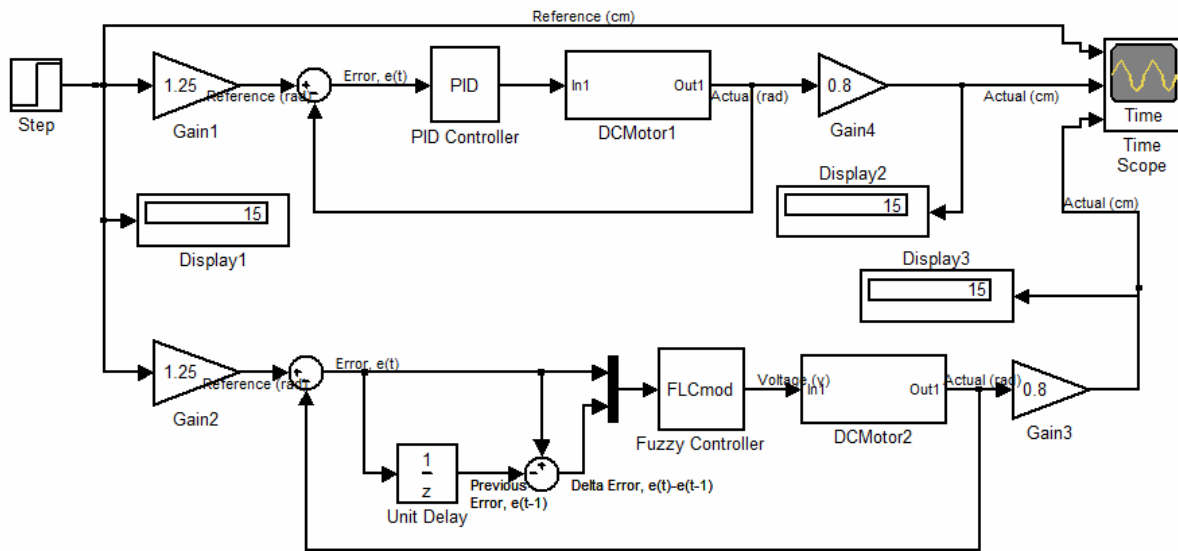 Reference (cm)
Step
1.25
Reference (rad)
Gain1
Error, e(t)
PID
PID Controller
In1
Out1
DCMotor1
Actual (rad)
0.8
Gain4
Actual (cm)
Time
Time
Scope
15
Display1
Display2
15
Actual (cm)
Display3
15
1.25
Reference (rad)
Gain2
Error, e(t)
1
z
Unit Delay
Previous
Error, e(t-1)
Delta Error, e(t)-e(t-1)
FLCmod
Fuzzy Controller
Voltage (v)
In1
Out1
DCMotor2
Actual (rad)
0.8
Gain3